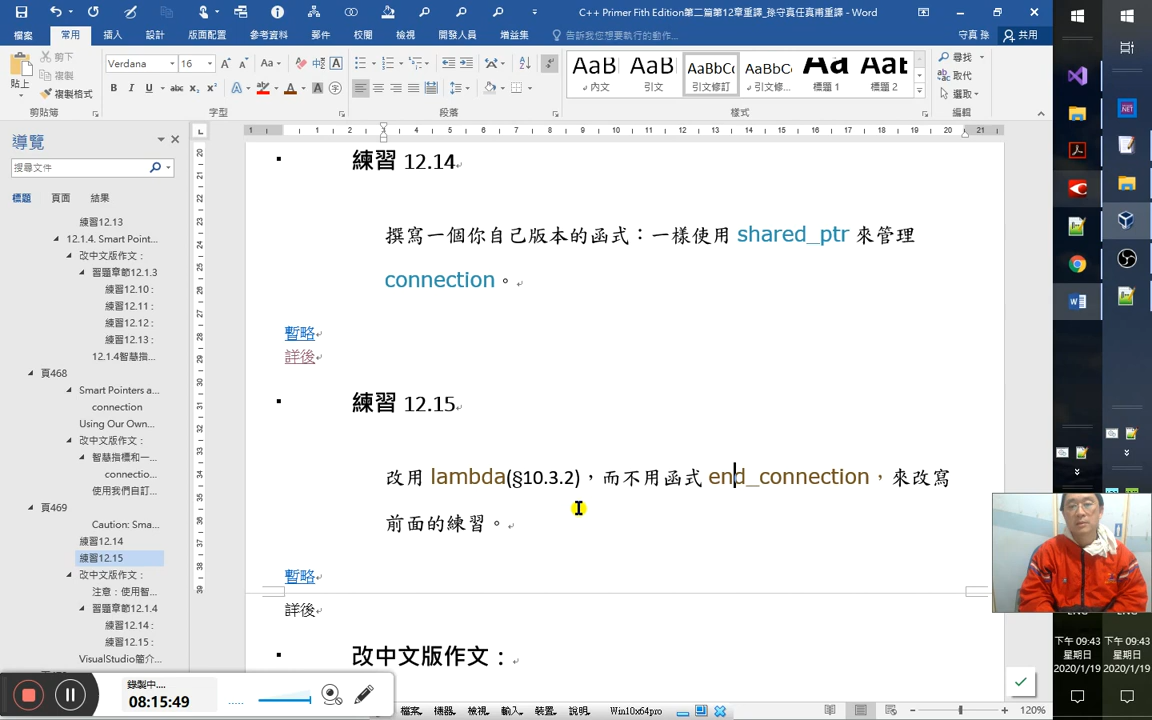 C++ Primer Fith Edition第二篇第12章重譯_孫守真任真甫重譯 - Word
檔案 常用 插入 設計 版面配置 參考資料 郵件 校閱 檢視 開發人員 增益集 告訴我您想要執行的動作... 守真 孫 共用
貼上 剪下 複製 複製格式 剪貼簿
Verdana 16 字型
段落
AaB AaB AaBbCc AaBbC AaB AaBb
內文 引文 引文修訂 引文修... 標題 1 標題 2
樣式
尋找 取代 選取 編輯
導覽
搜尋文件
標題 頁面 結果
練習12.13
12.1.4. Smart Point...
改中文版作文：
習題章節12.1.3
練習12.10：
練習12.11：
練習12.12：
練習12.13：
12.1.4智慧指...
頁468
Smart Pointers a...
connection
Using Our Own...
改中文版作文：
智慧指標和一...
connectio...
使用我們自訂...
頁469
Caution: Sma...
練習12.14
練習12.15
改中文版作文：
注意：使用智...
習題章節12.1.4
練習12.14：
練習12.15：
VisualStudio簡介...
練習 12.14
撰寫一個你自己版本的函式：一樣使用 shared_ptr 來管理
connection。
暫略
詳後
練習 12.15
改用 lambda(§10.3.2)，而不用函式 end_connection，來改寫
前面的練習。
暫略
詳後
改中文版作文：
錄製中....
08:15:49
檔案 機器 檢視 輸入 裝置 說明 Win10x64pro
120%
下午 09:43 下午 09:43
星期日 星期日
2020/1/19 2020/1/19